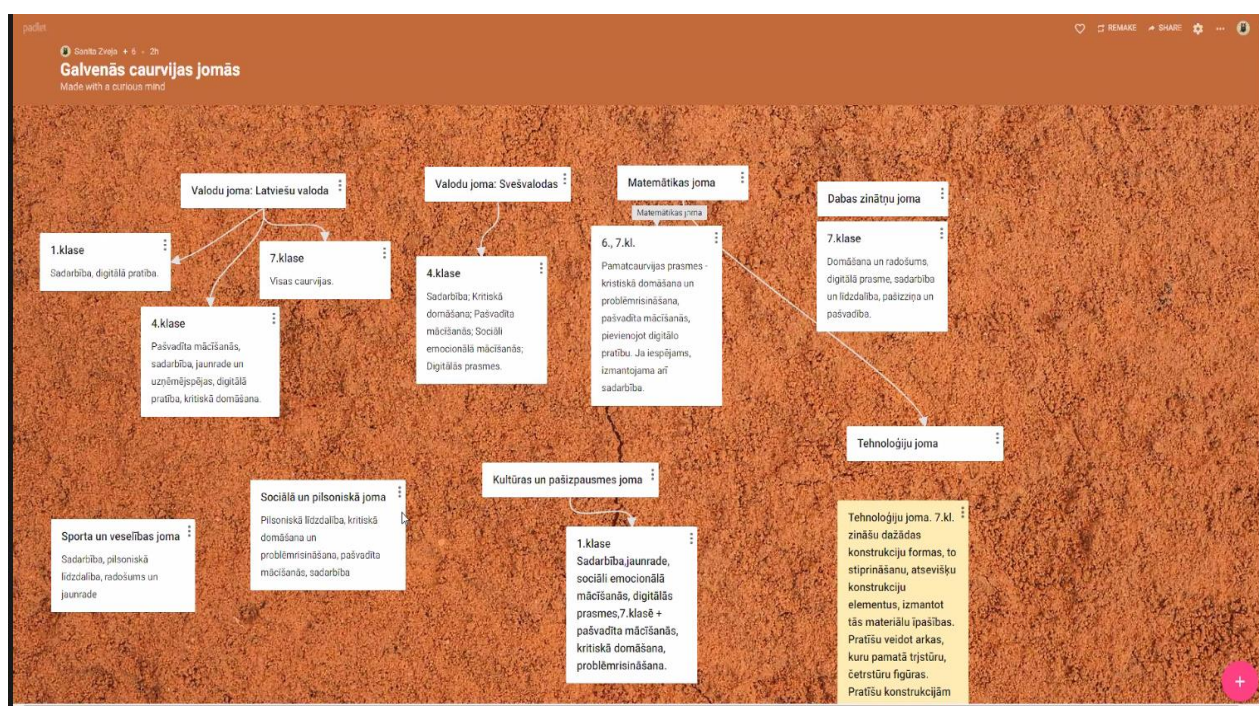 padlet
Sanita Zvaja + 6 · 2h
Galvenās caurvijas jomās
Made with a curious mind
REMAKE
SHARE
Valodu joma: Latviešu valoda
1.klase
Sadarbība, digitālā pratība.
7.klase
Visas caurvijas.
4.klase
Pašvadīta mācīšanās,
sadarbība, jaunrade un
uzņēmējspējas, digitālā
pratība, kritiskā domāšana.
Valodu joma: Svešvalodas
4.klase
Sadarbība; Kritiskā
domāšana; Pašvadīta
mācīšanās; Sociāli
emocionālā mācīšanās;
Digitālās prasmes.
Matemātikas joma
Matemātikas joma
6., 7.kl.
Pamatcaurvijas prasmes -
kristiskā domāšana un
problēmrisināšana,
pašvadīta mācīšanās,
pievienojot digitālo
pratību. Ja iespējams,
izmantojama arī
sadarbība.
Dabas zinātņu joma
7.klase
Domāšana un radošums,
digitālā prasme, sadarbība
un līdzdalība, pašizziņa un
pašvadība.
Tehnoloģiju joma
Tehnoloģiju joma. 7.kl.
zināšu dažādas
konstrukciju formas, to
stiprināšanu, atsevišķu
konstrukciju
elementus, izmantot
tās materiālu īpašības.
Pratīšu veidot arkas,
kuru pamatā trjstūru,
četrstūru figūras.
Pratīšu konstrukcijām
Kultūras un pašizpausmes joma
1.klase
Sadarbība,jaunrade,
sociāli emocionālā
mācīšanās, digitālās
prasmes,7.klasē +
pašvadīta mācīšanās,
kritiskā domāšana,
problēmrisināšana.
Sociālā un pilsoniskā joma
Pilsoniskā līdzdalība, kritiskā
domāšana un
problēmrisināšana, pašvadīta
mācīšanās, sadarbība
Sporta un veselības joma
Sadarbība, pilsoniskā
līdzdalība, radošums un
jaunrade